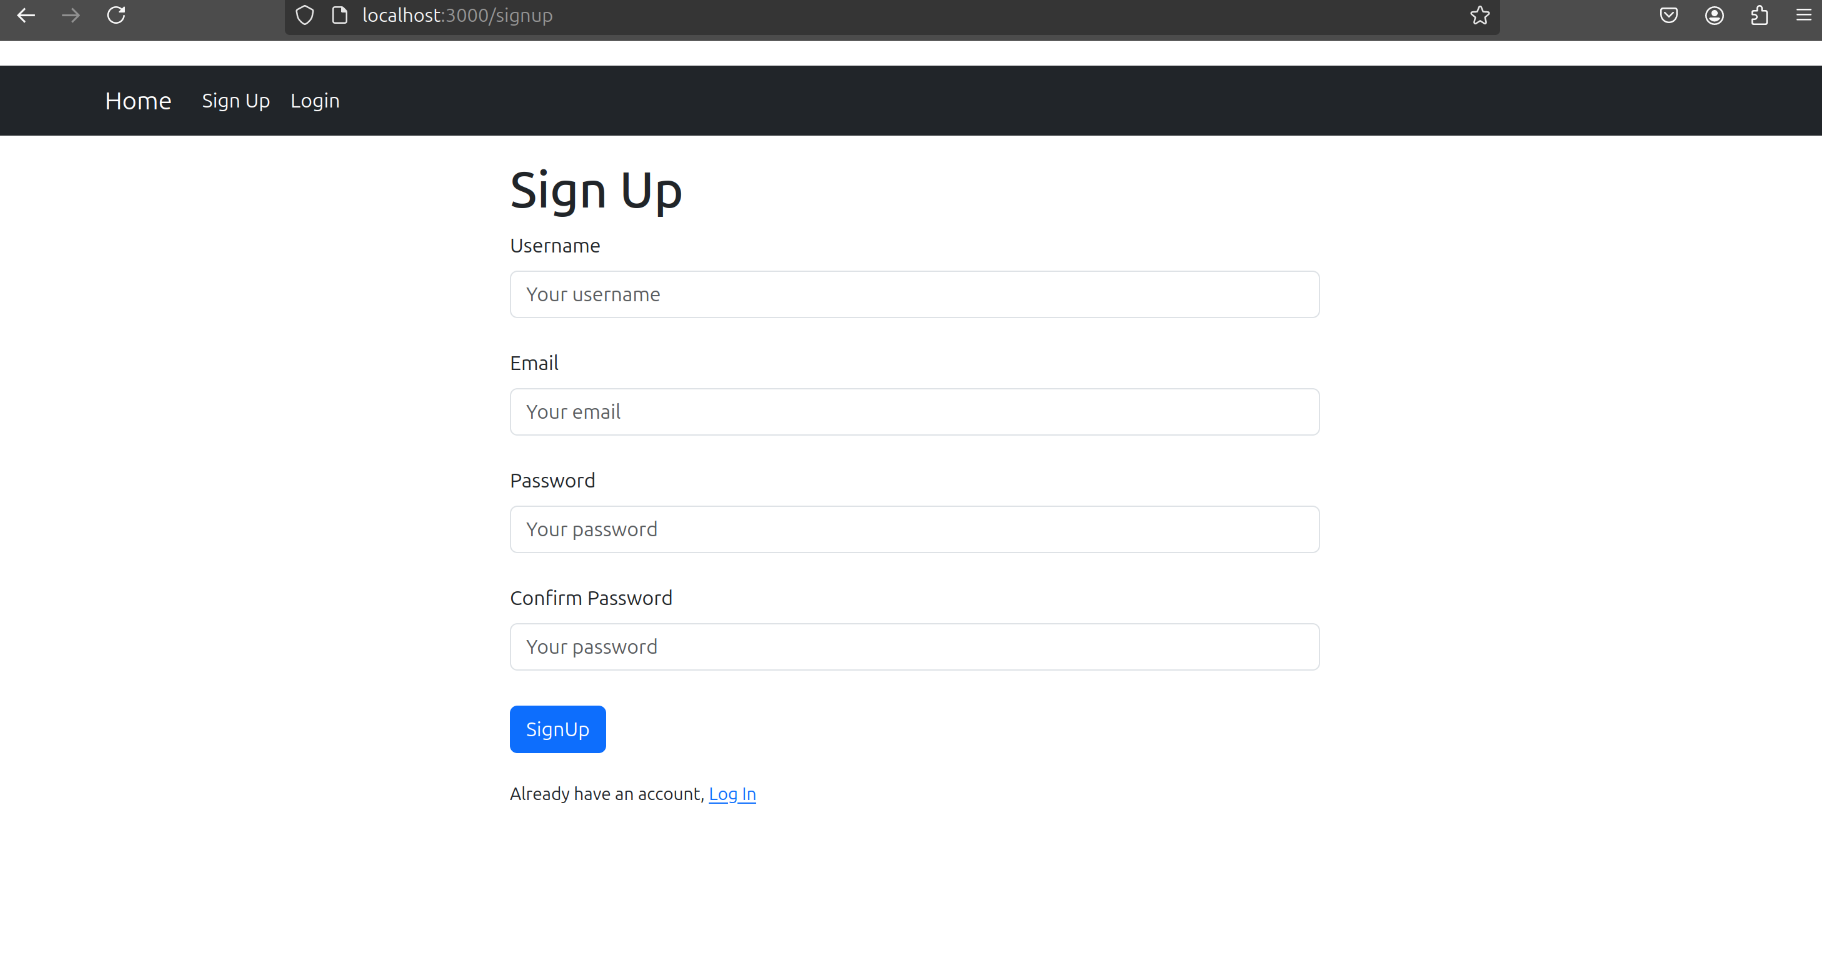 localhost:3000/signup
Home Sign Up Login
Sign Up
Username
Your username
Email
Your email
Password
Your password
Confirm Password
Your password
SignUp
Already have an account, Log In